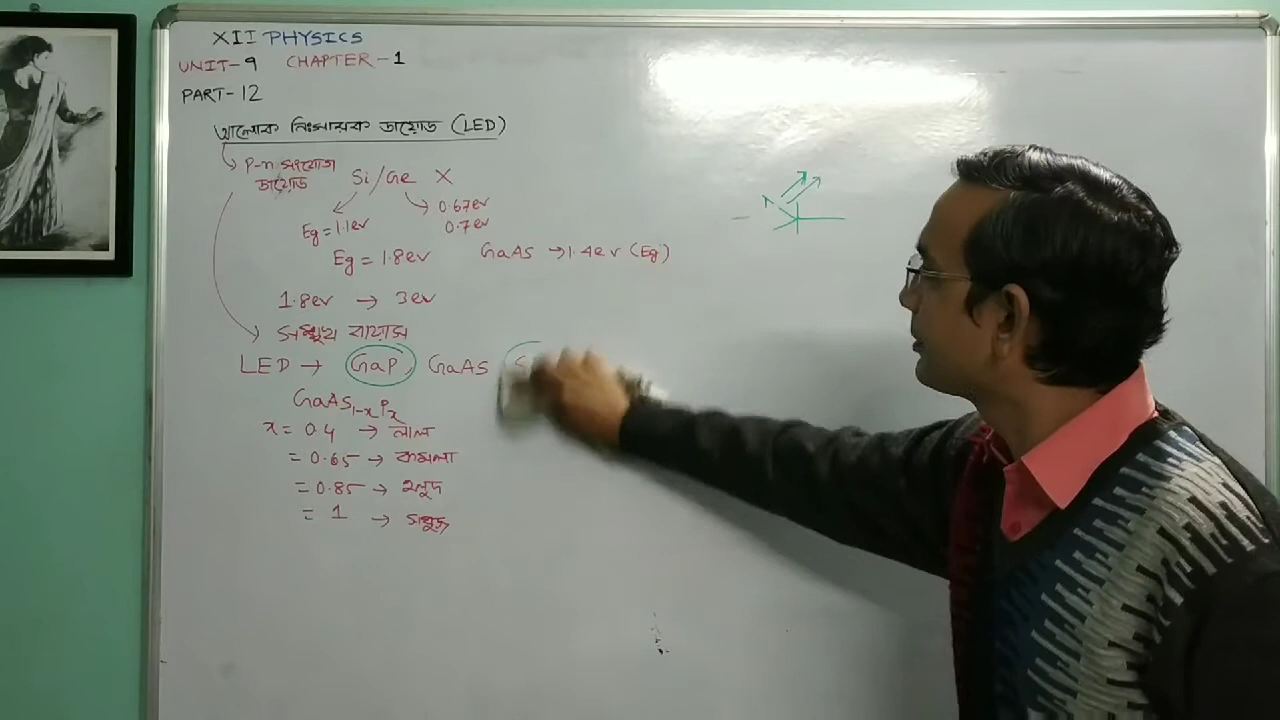 XII PHYSICS
UNIT-9 CHAPTER-1
PART-12
আলোক নিঃসারক ডায়োড (LED)
P-n সংযোগ
ডায়োড Si/Ge X
0.67ev
Eg=1.1ev 0.7ev
Eg = 1.8ev GaAs →1.4ev (Eg)
1.8ev → 3ev
সম্মুখ বায়াস
LED → GaP GaAs
GaAs1-xPx
x = 0.4 → লাল
= 0.65 → কমলা
= 0.85 → হলুদ
= 1 → সবুজ